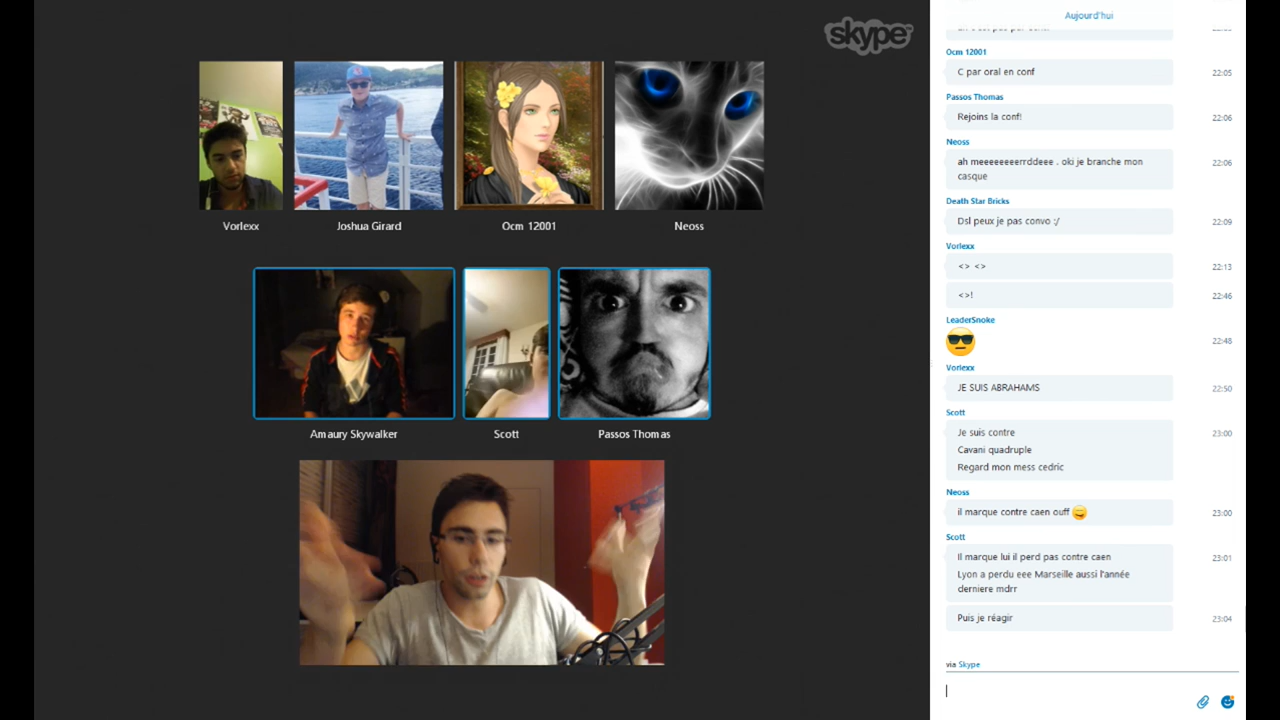 skype
Vorlexx
Joshua Girard
Ocm 12001
Neoss
Amaury Skywalker
Scott
Passos Thomas
Aujourd'hui
Ocm 12001
C par oral en conf
22:05
Passos Thomas
Rejoins la conf!
22:06
Neoss
ah meeeeeeeerrddeee . oki je branche mon
22:06
casque
Death Star Bricks
Dsl peux je pas convo :/
22:09
Vorlexx
<> <>
22:13
<>!
22:46
LeaderSnoke
22:48
Vorlexx
JE SUIS ABRAHAMS
22:50
Scott
Je suis contre
23:00
Cavani quadruple
Regard mon mess cedric
Neoss
il marque contre caen ouff
23:00
Scott
Il marque lui il perd pas contre caen
23:01
Lyon a perdu eee Marseille aussi l'année
derniere mdrr
Puis je réagir
23:04
via Skype